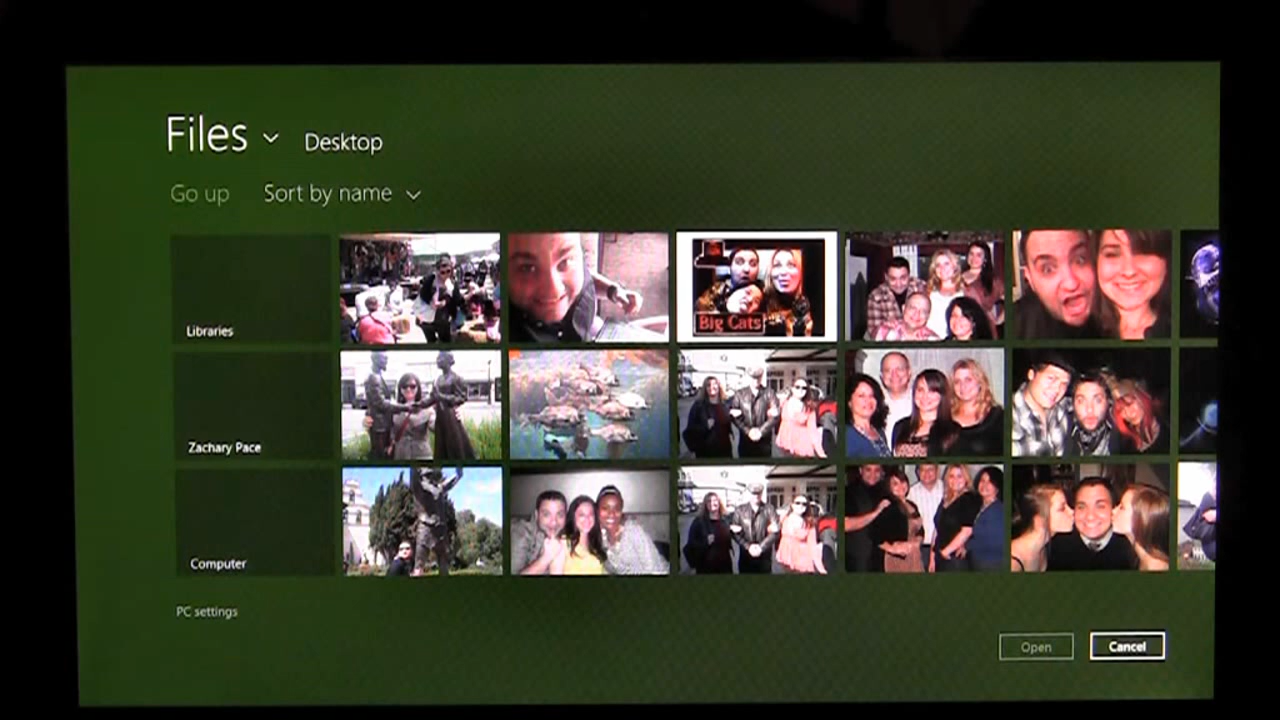 Files Desktop
Go up Sort by name
Libraries
Big Cats
Zachary Pace
Computer
PC settings
Open Cancel